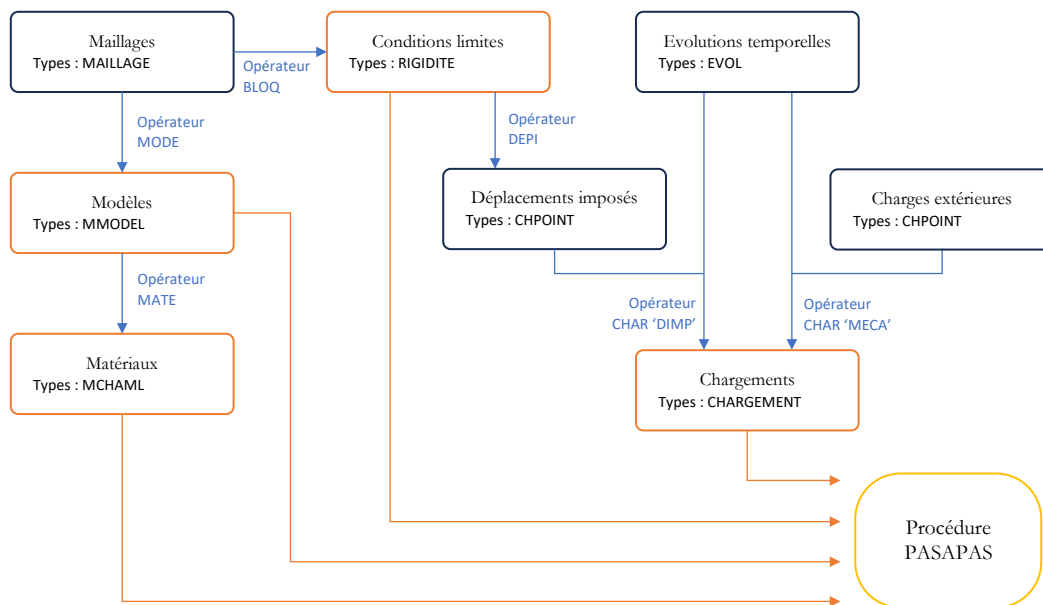 Maillages
Types : MAILLAGE
Conditions limites
Types : RIGIDITE
Evolutions temporelles
Types : EVOL
Opérateur
BLOQ
Opérateur
MODE
Opérateur
DEPI
Modèles
Types : MMODEL
Déplacements imposés
Types : CHPOINT
Charges extérieures
Types : CHPOINT
Opérateur
MATE
Opérateur
CHAR ‘DIMP’
Opérateur
CHAR ‘MECA’
Matériaux
Types : MCHAML
Chargements
Types : CHARGEMENT
Procédure
PASAPAS